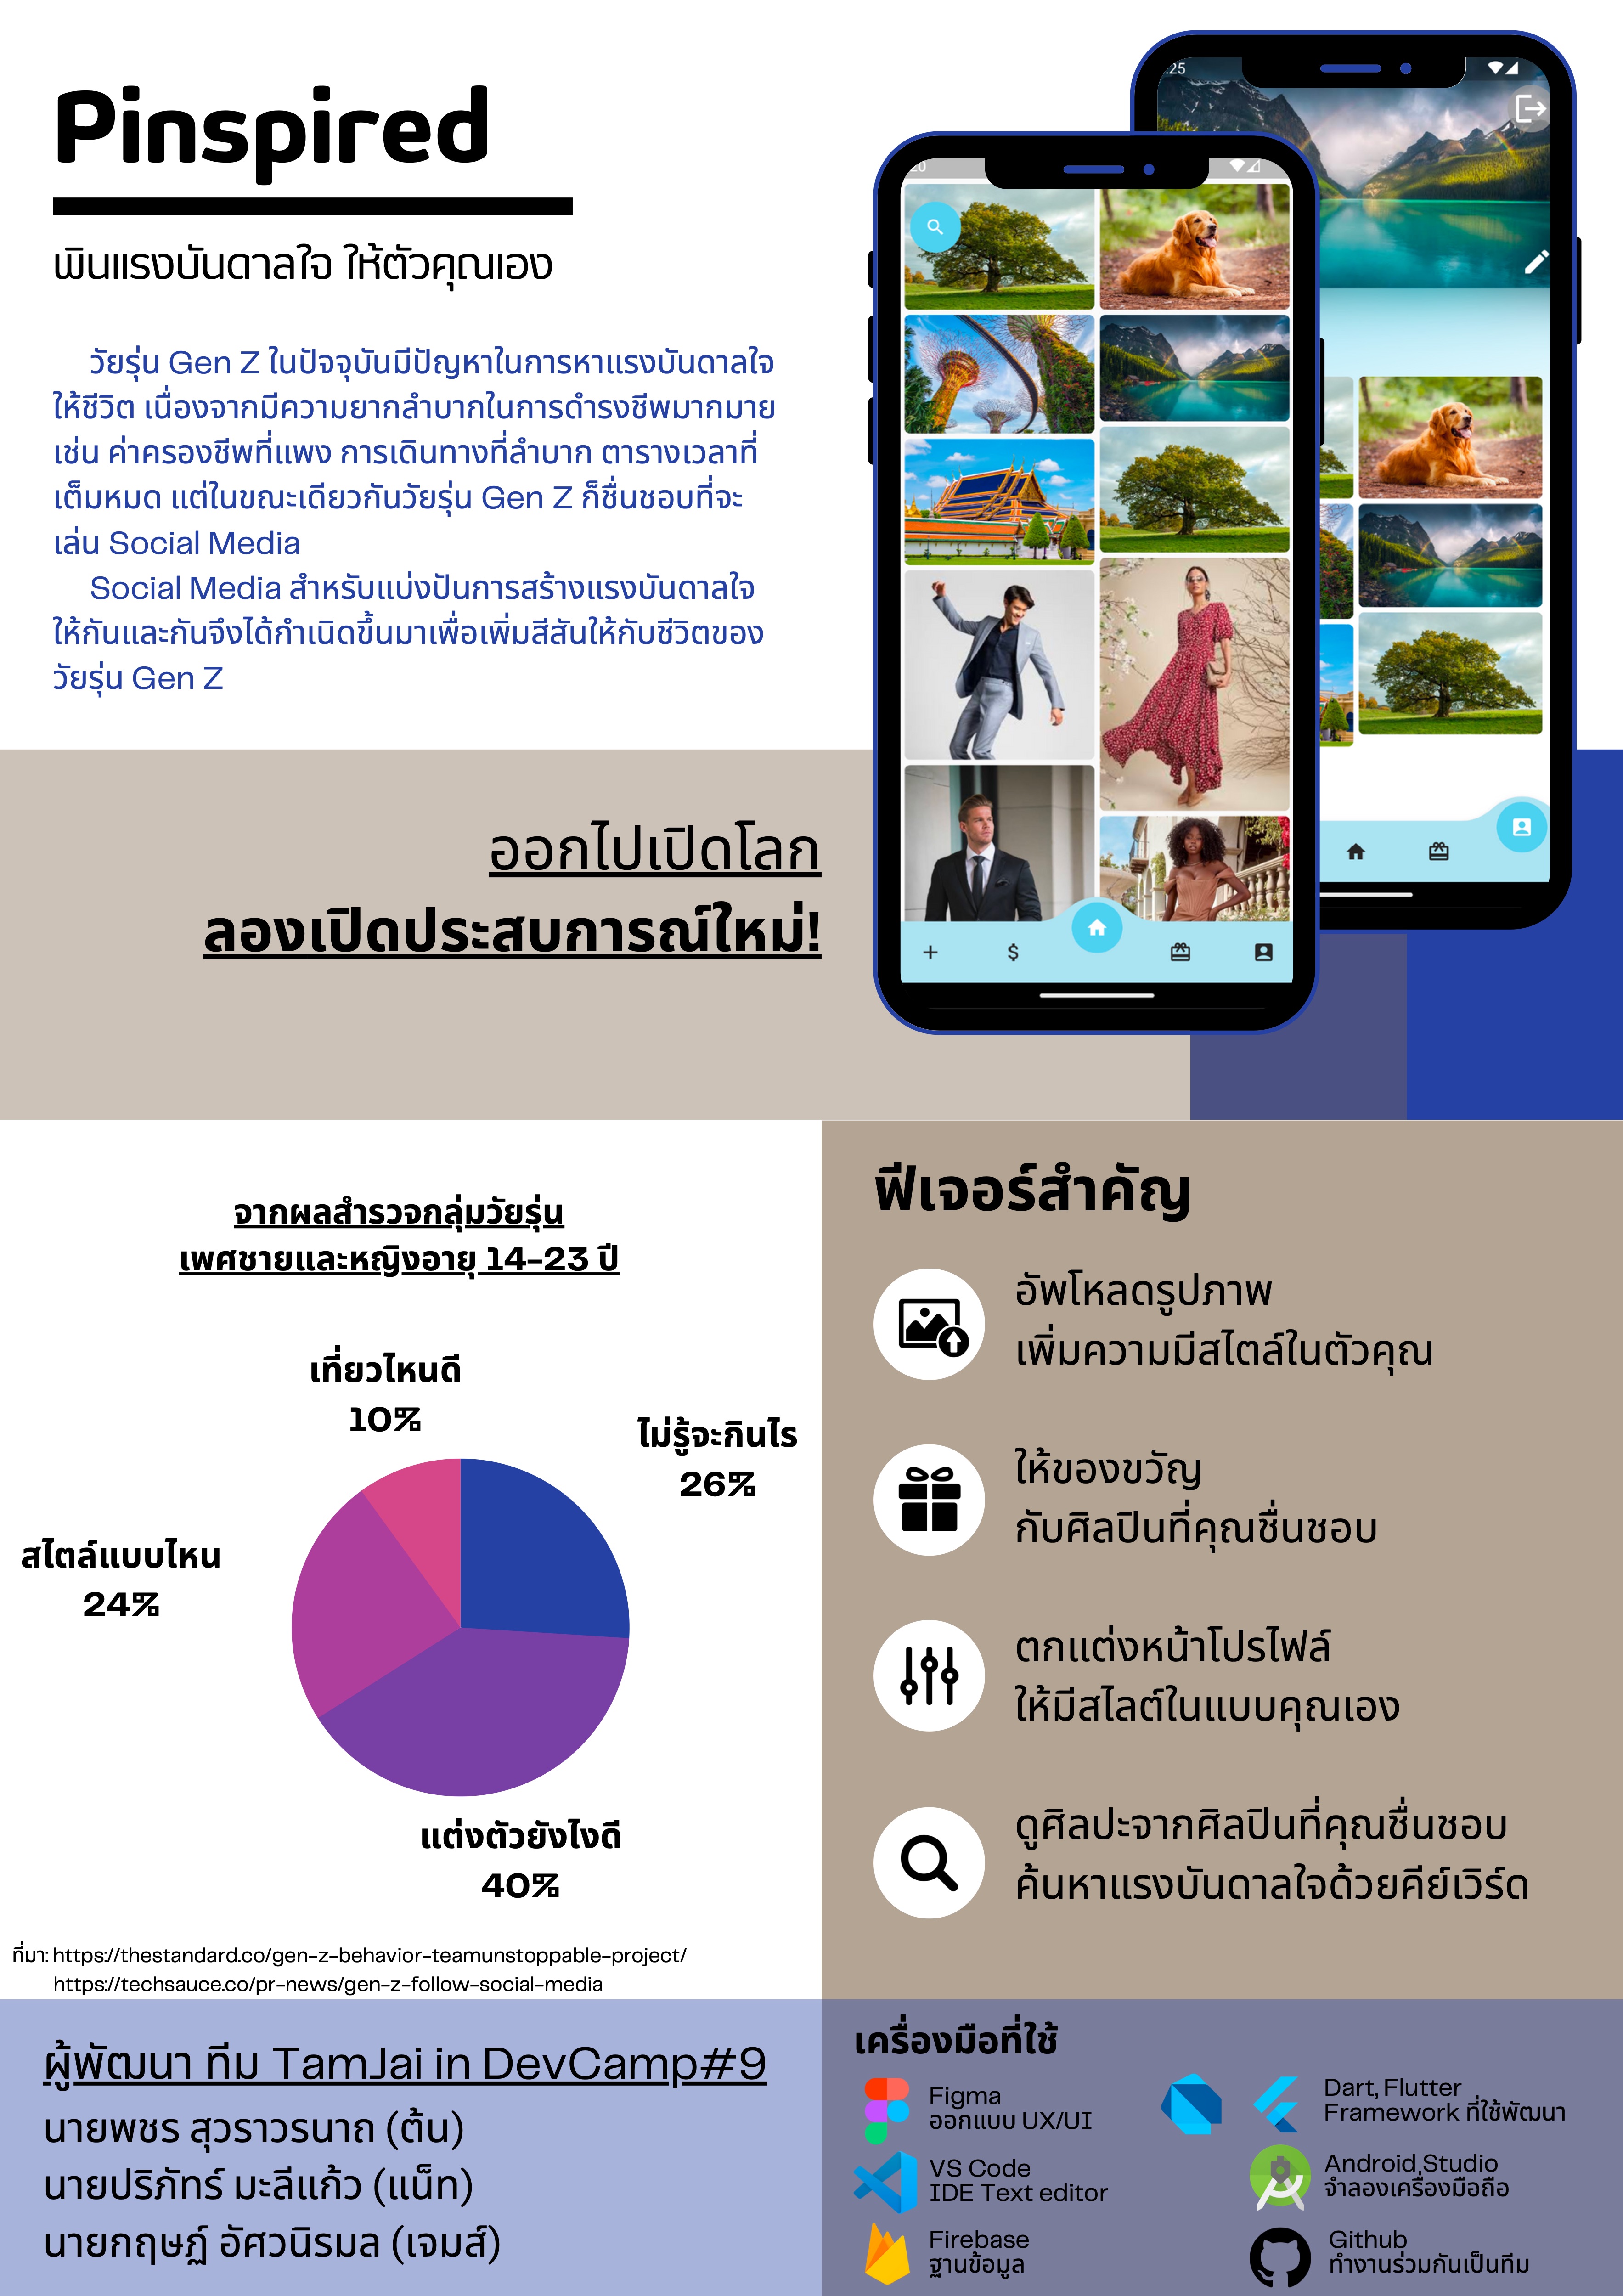 Pinspired
พินแรงบันดาลใจ ให้ตัวคุณเอง
วัยรุ่น Gen Z ในปัจจุบันมีปัญหาในการหาแรงบันดาลใจ
ให้ชีวิต เนื่องจากมีความยากลำบากในการดำรงชีพมากมาย
เช่น ค่าครองชีพที่แพง การเดินทางที่ลำบาก ตารางเวลาที่
เต็มหมด แต่ในขณะเดียวกันวัยรุ่น Gen Z ก็ชื่นชอบที่จะ
เล่น Social Media
Social Media สำหรับแบ่งปันการสร้างแรงบันดาลใจ
ให้กันและกันจึงได้กำเนิดขึ้นมาเพื่อเพิ่มสีสันให้กับชีวิตของ
วัยรุ่น Gen Z
:25
ออกไปเปิดโลก
ลองเปิดประสบการณ์ใหม่!
จากผลสำรวจกลุ่มวัยรุ่น
เพศชายและหญิงอายุ 14-23 ปี
เที่ยวไหนดี
10%
ไม่รู้จะกินไร
26%
สไตล์แบบไหน
24%
แต่งตัวยังไงดี
40%
ที่มา: https://thestandard.co/gen-z-behavior-teamunstoppable-project/
https://techsauce.co/pr-news/gen-z-follow-social-media
ฟีเจอร์สำคัญ
อัพโหลดรูปภาพ
เพิ่มความมีสไตล์ในตัวคุณ
ให้ของขวัญ
กับศิลปินที่คุณชื่นชอบ
ตกแต่งหน้าโปรไฟล์
ให้มีสไลต์ในแบบคุณเอง
ดูศิลปะจากศิลปินที่คุณชื่นชอบ
ค้นหาแรงบันดาลใจด้วยคีย์เวิร์ด
ผู้พัฒนา ทีม TamJai in DevCamp#9
นายพชร สุวราวรนาถ (ต้น)
นายปริภัทร์ มะลีแก้ว (แน็ท)
นายกฤษฏ์ อัศวนิรมล (เจมส์)
เครื่องมือที่ใช้
Figma
ออกแบบ UX/UI
VS Code
IDE Text editor
Firebase
ฐานข้อมูล
Dart, Flutter
Framework ที่ใช้พัฒนา
Android Studio
จำลองเครื่องมือถือ
Github
ทำงานร่วมกันเป็นทีม